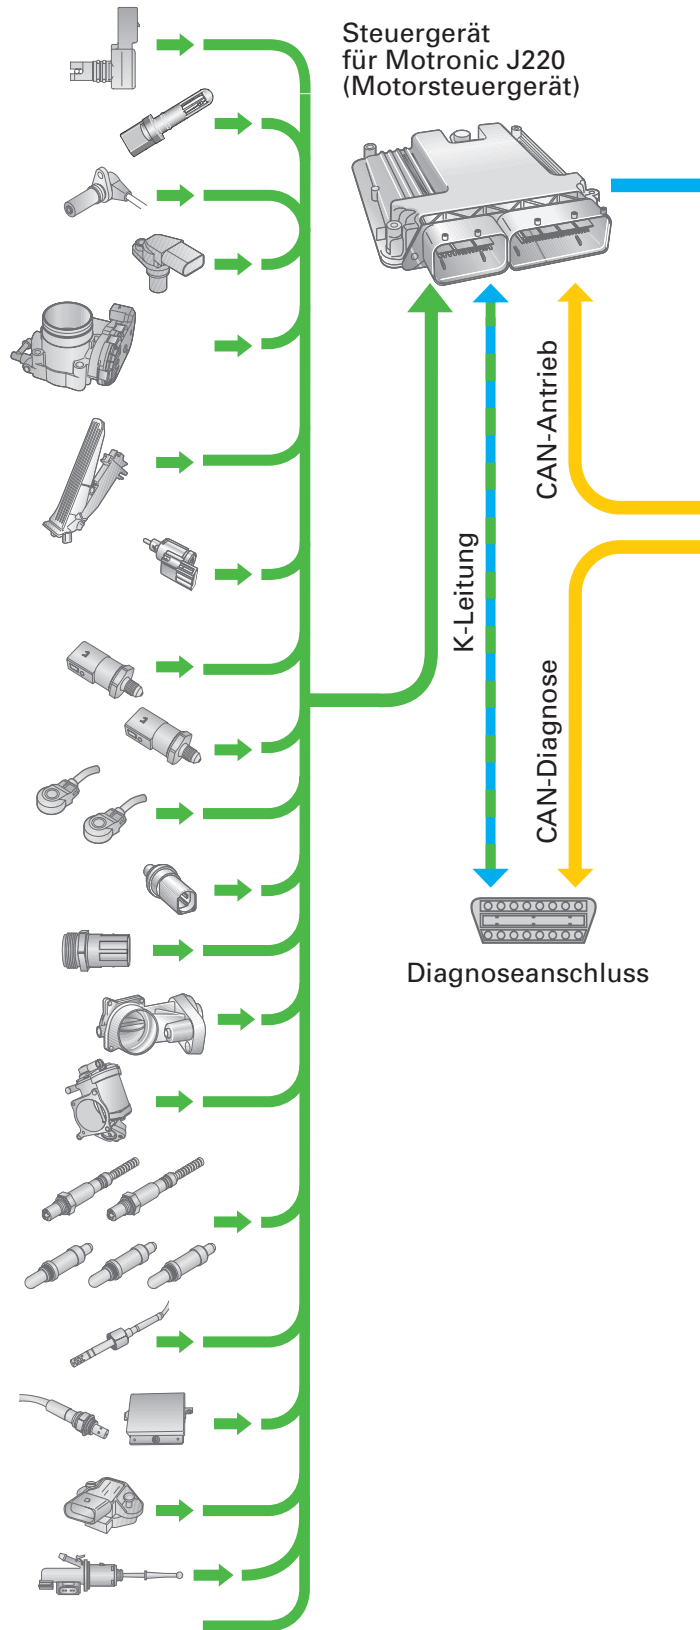 Steuergerät
für Motronic J220
(Motorsteuergerät)
CAN-Antrieb
K-Leitung
CAN-Diagnose
Diagnoseanschluss